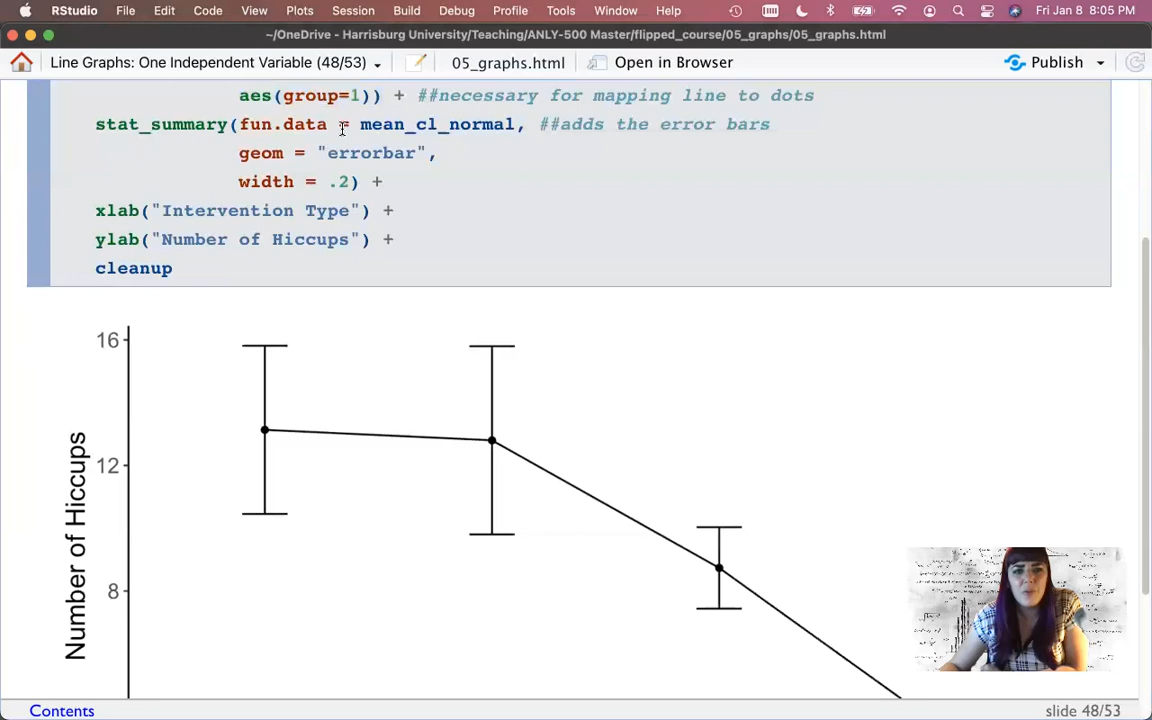 RStudio File Edit Code View Plots Session Build Debug Profile Tools Window Help Fri Jan 8 8:05 PM
~/OneDrive - Harrisburg University/Teaching/ANLY-500 Master/flipped_course/05_graphs/05_graphs.html
Line Graphs: One Independent Variable (48/53) 05_graphs.html Open in Browser Publish
aes(group=1)) + ##necessary for mapping line to dots
stat_summary(fun.data = mean_cl_normal, ##adds the error bars
geom = "errorbar",
width = .2) +
xlab("Intervention Type") +
ylab("Number of Hiccups") +
cleanup
16
12
8
Number of Hiccups
Contents slide 48/53